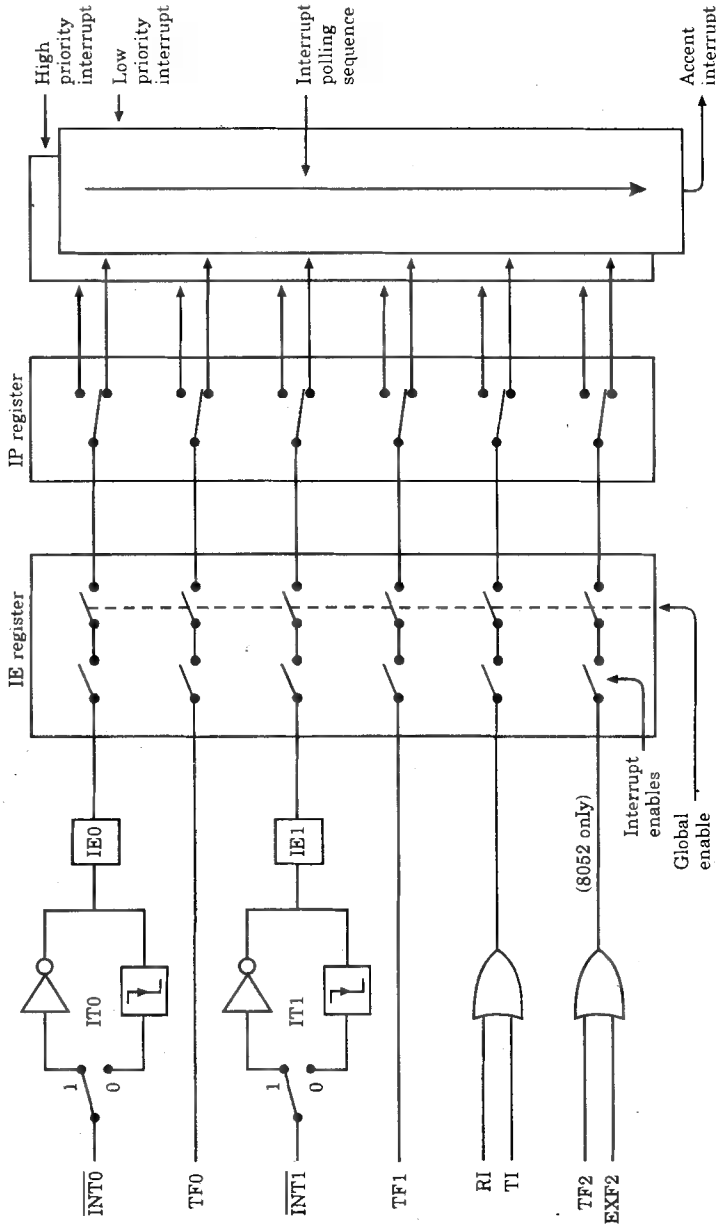 High
priority
interrupt
Low
priority
interrupt
Interrupt
polling
sequence
Accent
interrupt
IP register
IE register
IE0
IT0
1
0
INT0
TF0
IE1
IT1
1
0
INT1
TF1
RI
TI
(8052 only)
TF2
EXF2
Interrupt
enables
Global
enable